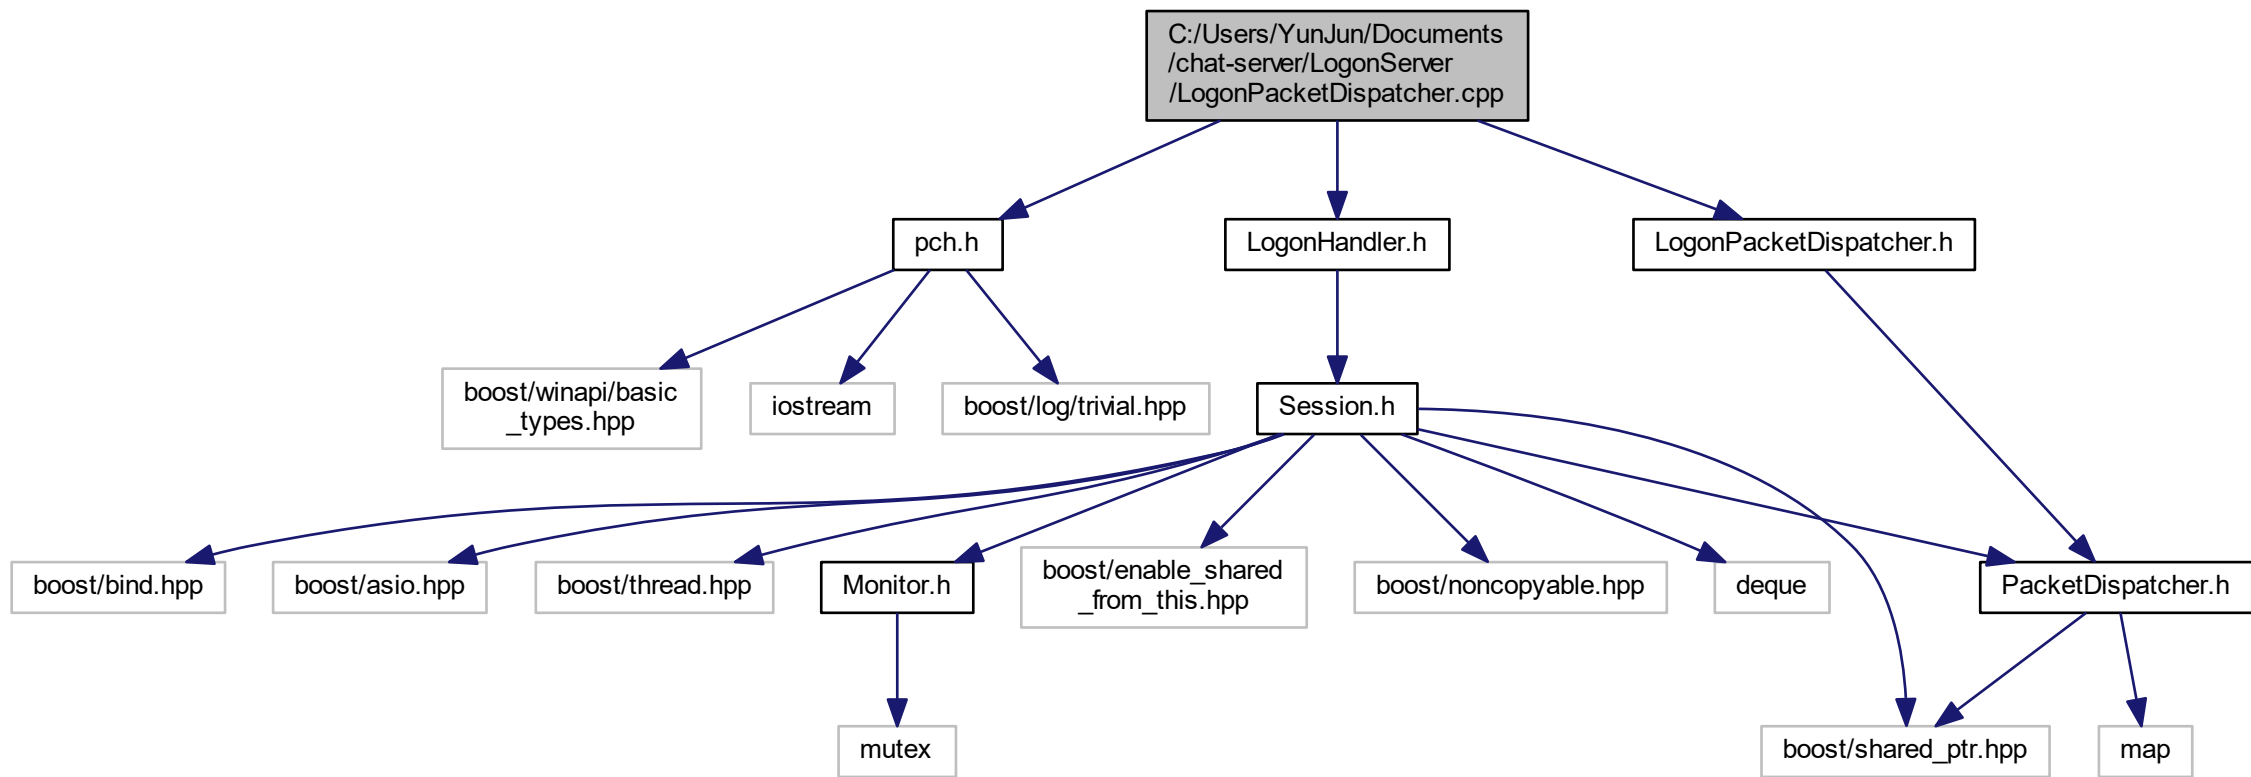 C:/Users/YunJun/Documents
/chat-server/LogonServer
/LogonPacketDispatcher.cpp
pch.h
LogonHandler.h
LogonPacketDispatcher.h
boost/winapi/basic
_types.hpp
iostream
boost/log/trivial.hpp
Session.h
boost/bind.hpp
boost/asio.hpp
boost/thread.hpp
Monitor.h
boost/enable_shared
_from_this.hpp
boost/noncopyable.hpp
deque
PacketDispatcher.h
mutex
boost/shared_ptr.hpp
map